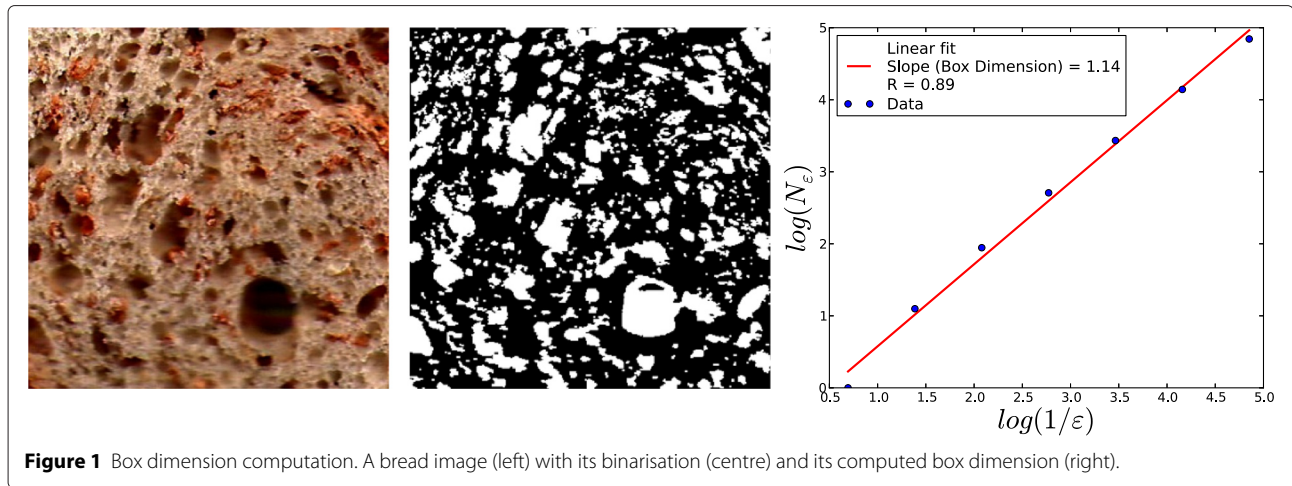 5
4
3
2
1
0
log(N_ε)
Linear fit
Slope (Box Dimension) = 1.14
R = 0.89
Data
0.5 1.0 1.5 2.0 2.5 3.0 3.5 4.0 4.5 5.0
log(1/ε)
Figure 1 Box dimension computation. A bread image (left) with its binarisation (centre) and its computed box dimension (right).